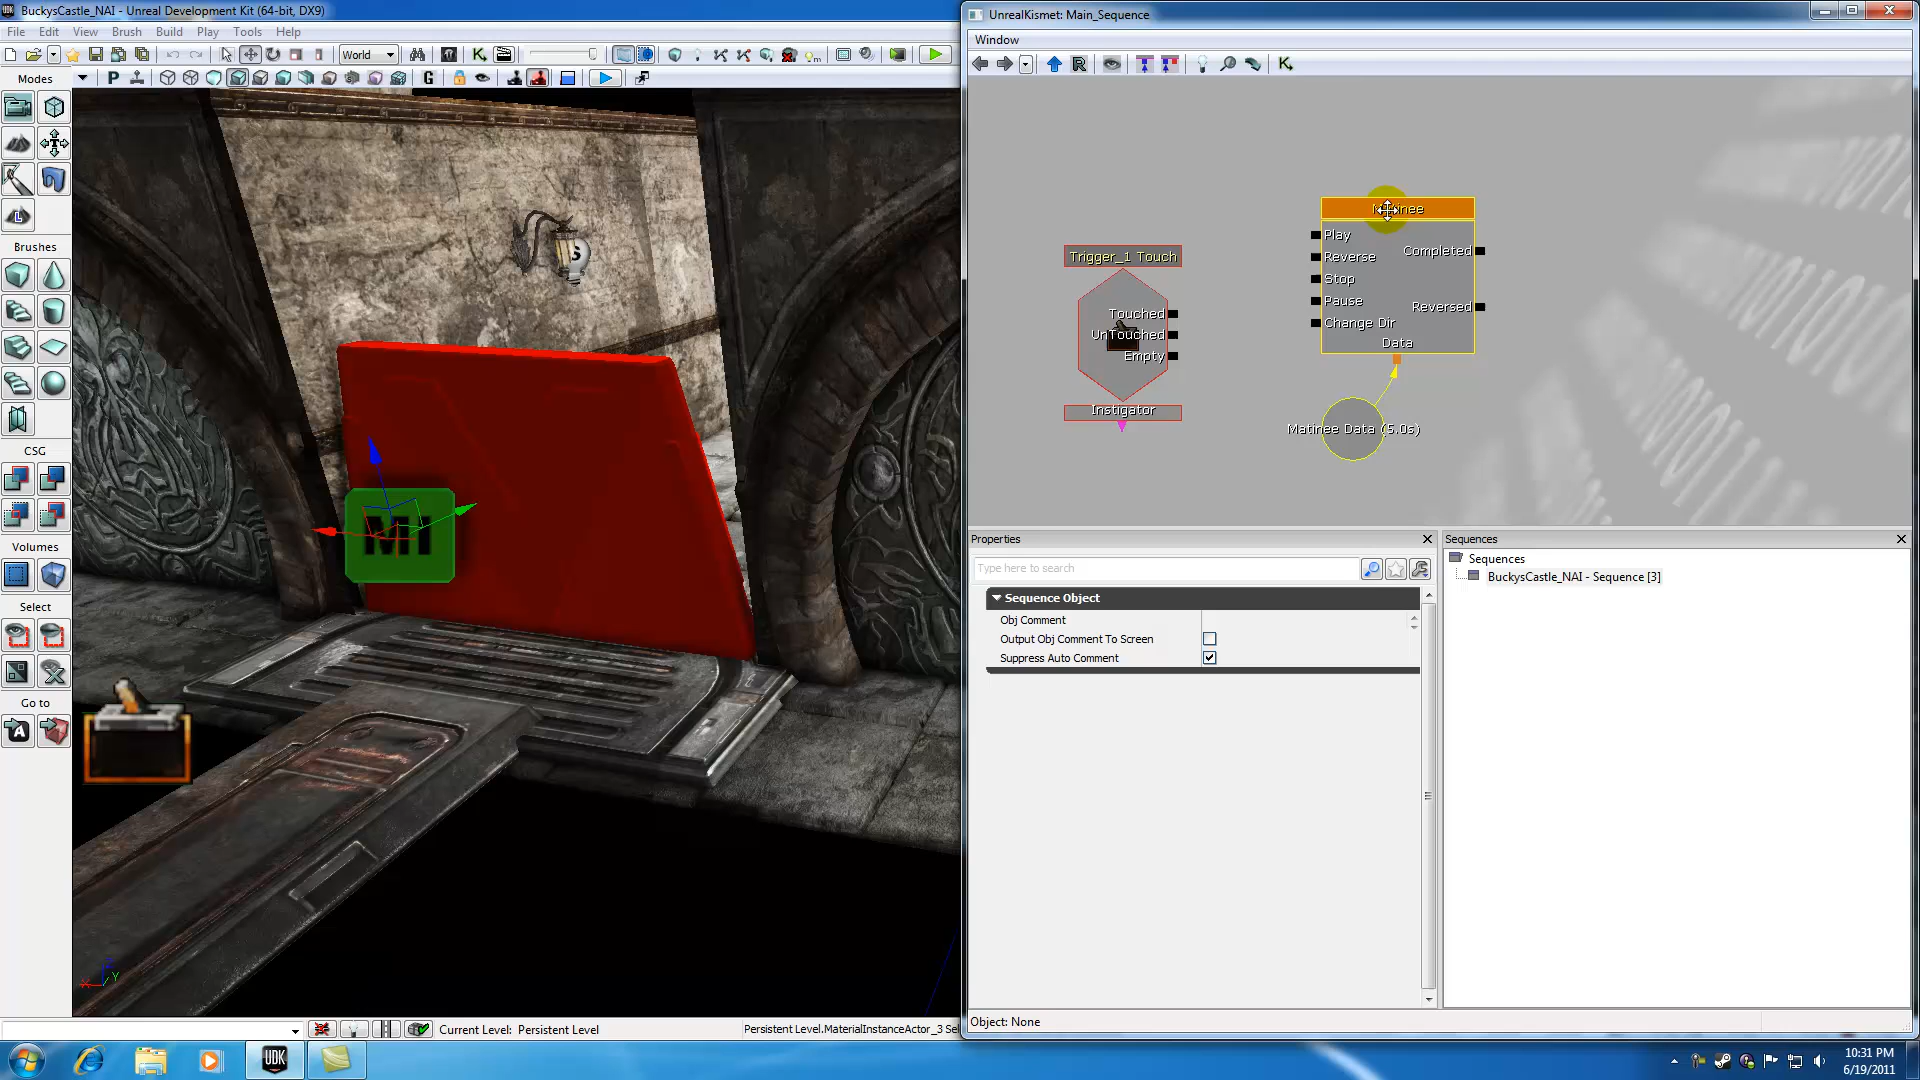 BuckysCastle_NAI - Unreal Development Kit (64-bit, DX9)
File Edit View Brush Build Play Tools Help
World
Modes
P
G
Brushes
CSG
Volumes
Select
Go to
MI
S
X
Y
Current Level: Persistent Level
Persistent Level.MaterialInstanceActor_3 Sel
UnrealKismet: Main_Sequence
Window
R
Trigger_1 Touch
Touched
UnTouched
Empty
Instigator
Matinee
Play
Reverse
Completed
Stop
Pause
Reversed
Change Dir
Data
Matinee Data (5.0s)
Properties
Type here to search
Sequence Object
Obj Comment
Output Obj Comment To Screen
Suppress Auto Comment
Sequences
Sequences
BuckysCastle_NAI - Sequence [3]
Object: None
UDK
10:31 PM
6/19/2011